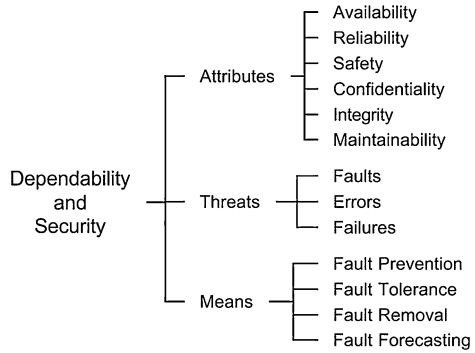 Dependability
and
Security
Attributes
Availability
Reliability
Safety
Confidentiality
Integrity
Maintainability
Threats
Faults
Errors
Failures
Means
Fault Prevention
Fault Tolerance
Fault Removal
Fault Forecasting